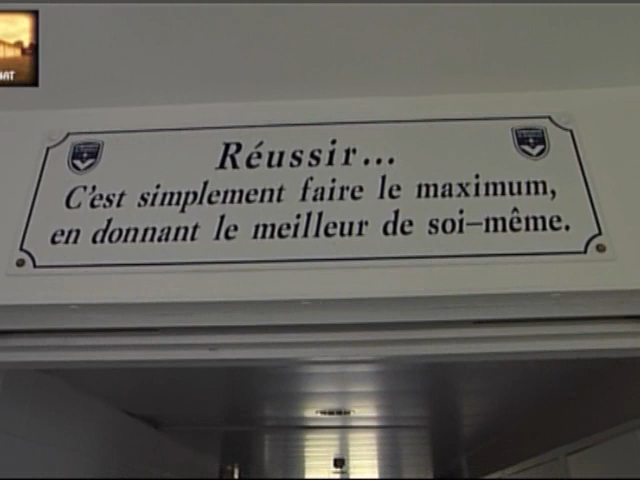 Réussir...
C'est simplement faire le maximum,
en donnant le meilleur de soi-même.